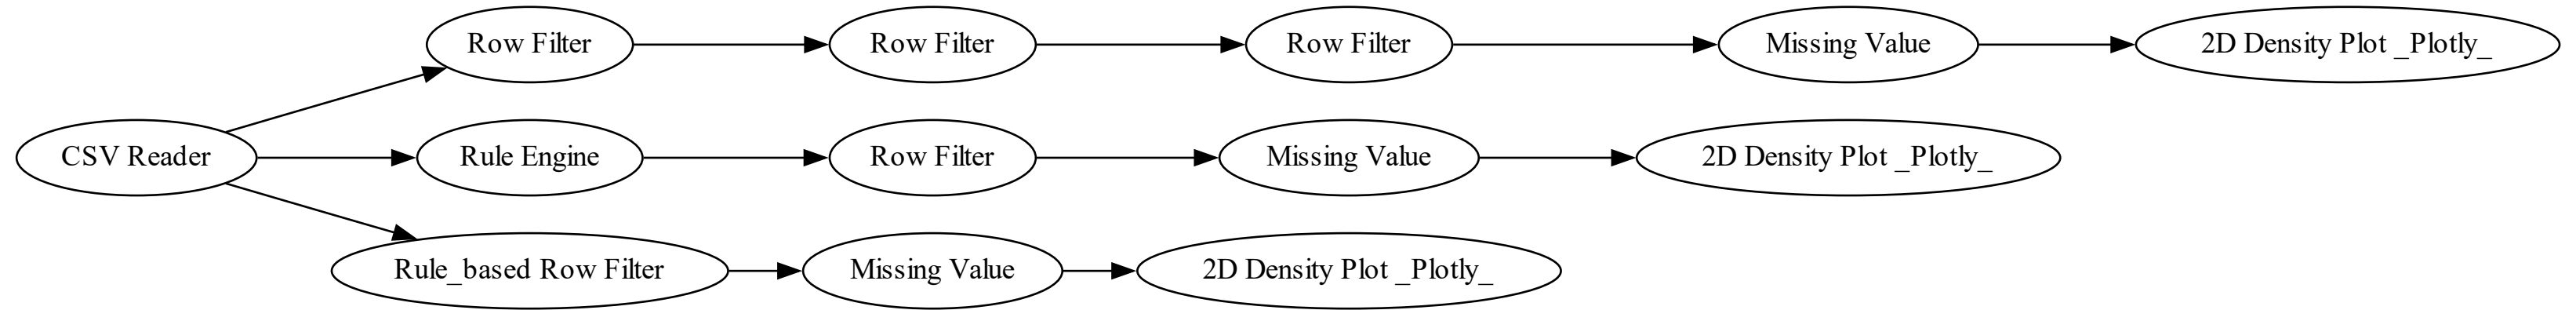 Row Filter
Row Filter
Row Filter
Missing Value
2D Density Plot _Plotly_
CSV Reader
Rule Engine
Row Filter
Missing Value
2D Density Plot _Plotly_
Rule_based Row Filter
Missing Value
2D Density Plot _Plotly_